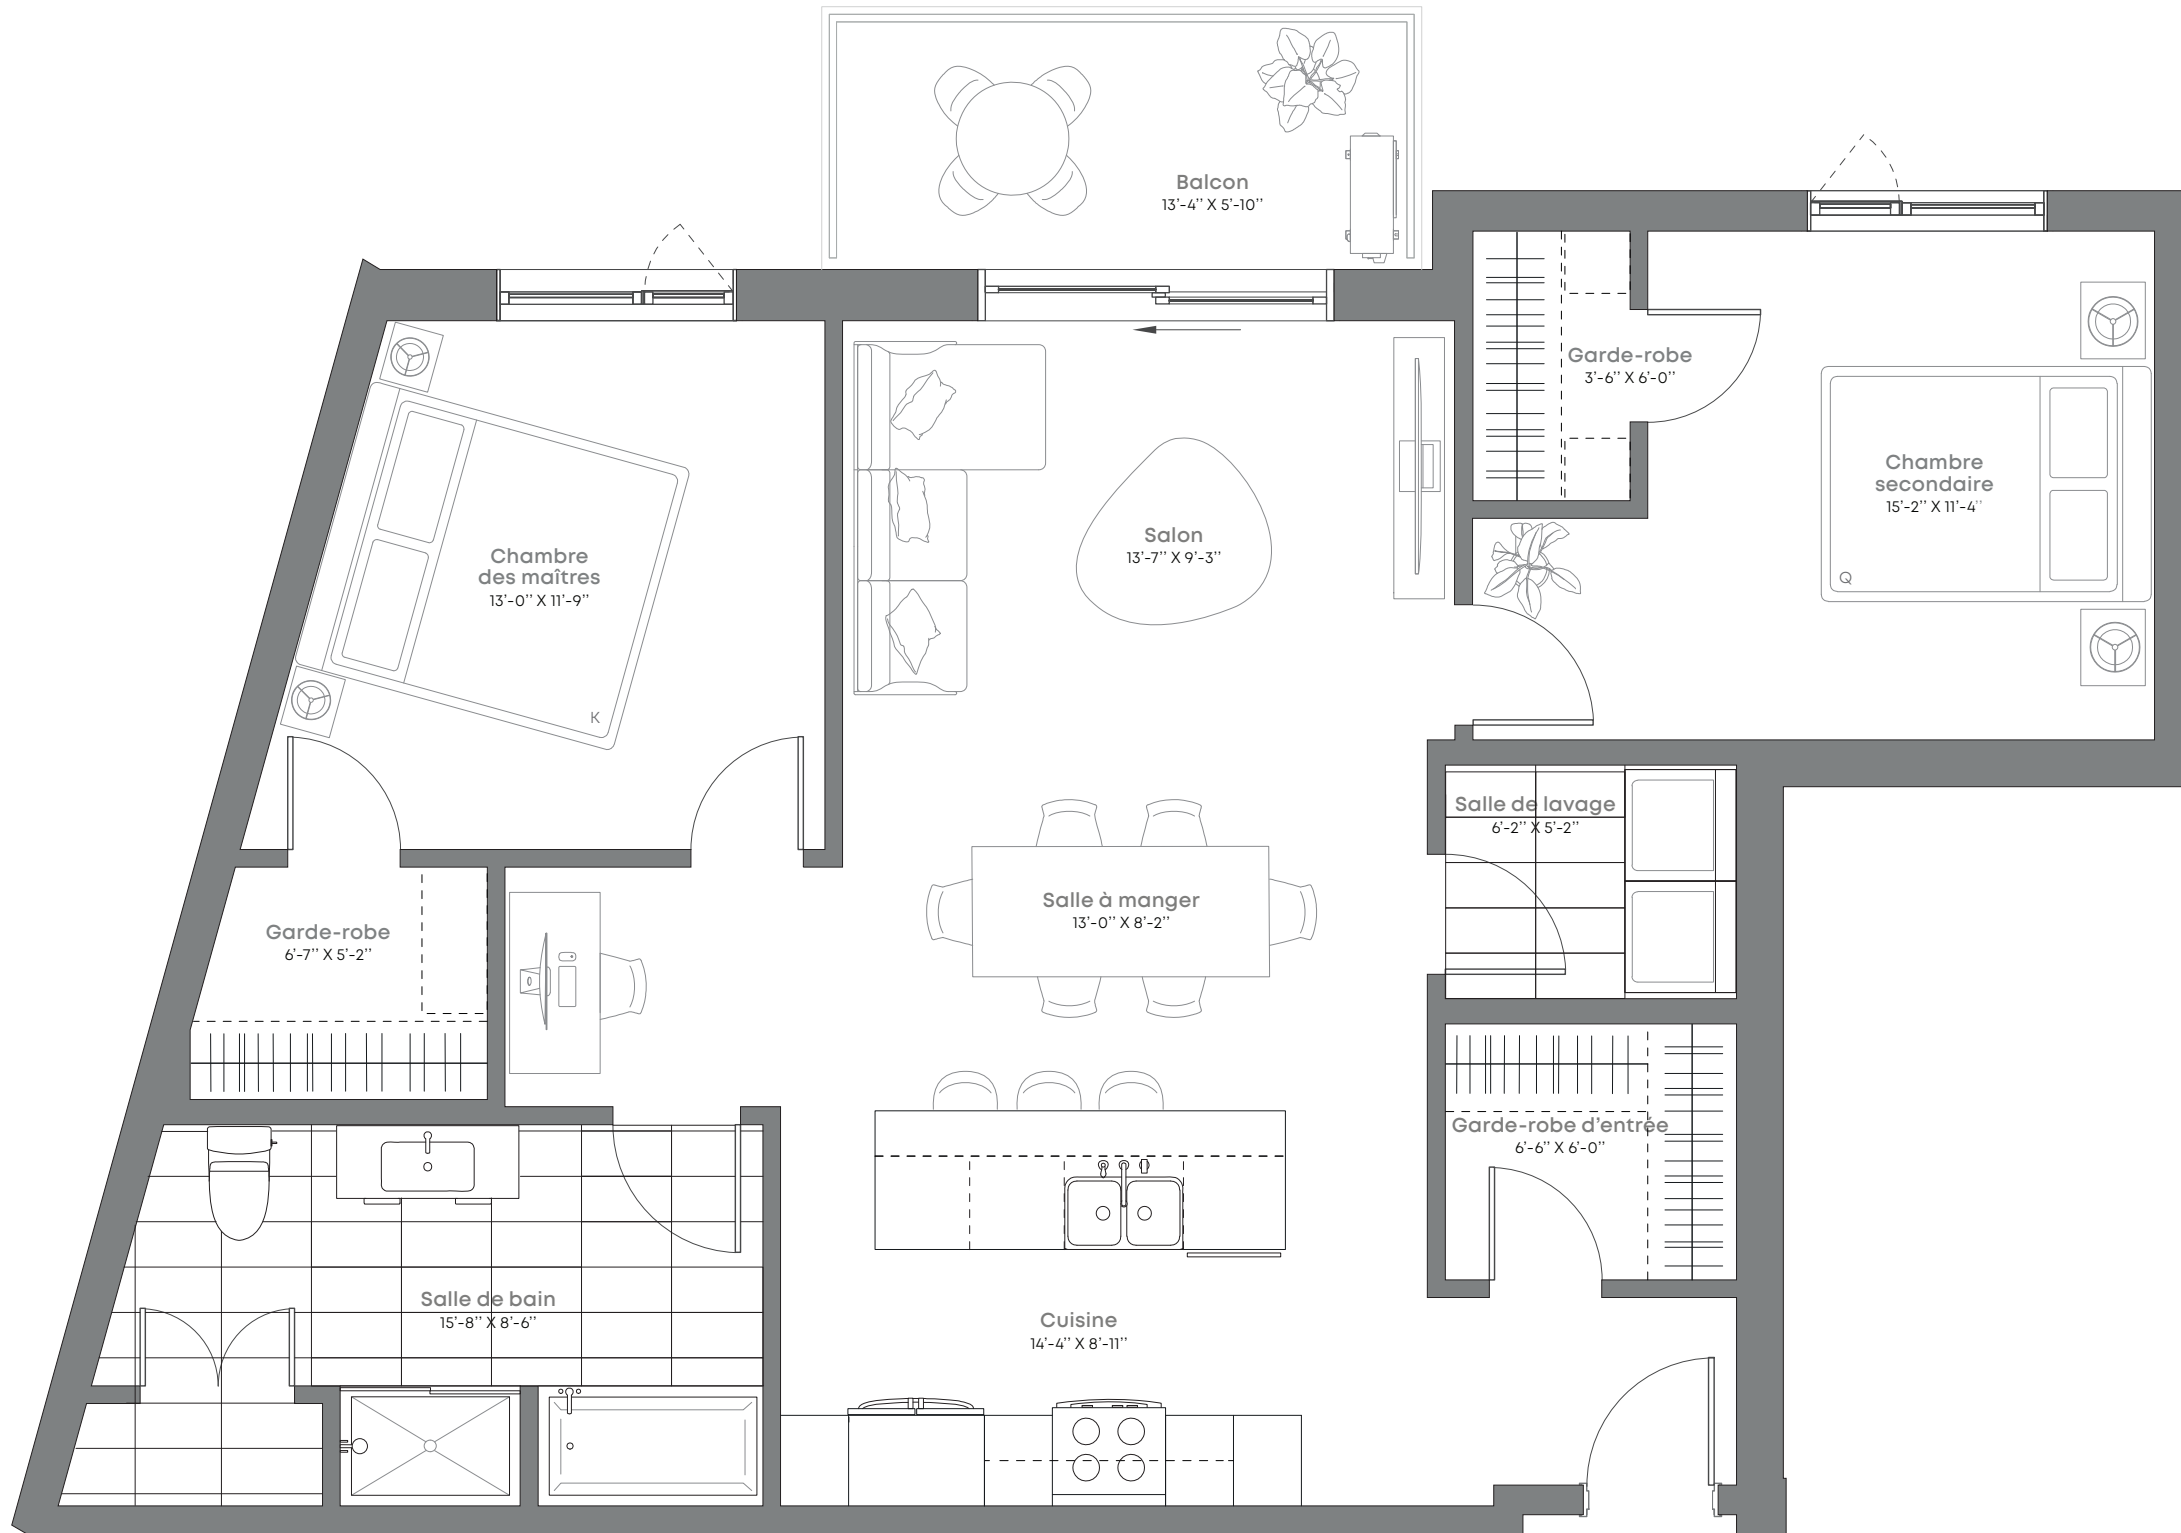 Balcon
13'-4'' X 5'-10''
Garde-robe
3'-6'' X 6'-0''
Chambre
secondaire
15'-2'' X 11'-4''
Q
Salon
13'-7'' X 9'-3''
Chambre
des maîtres
13'-0'' X 11'-9''
K
Salle de lavage
6'-2'' X 5'-2''
Salle à manger
13'-0'' X 8'-2''
Garde-robe
6'-7'' X 5'-2''
Garde-robe d'entrée
6'-6'' X 6'-0''
Salle de bain
15'-8'' X 8'-6''
Cuisine
14'-4'' X 8'-11''